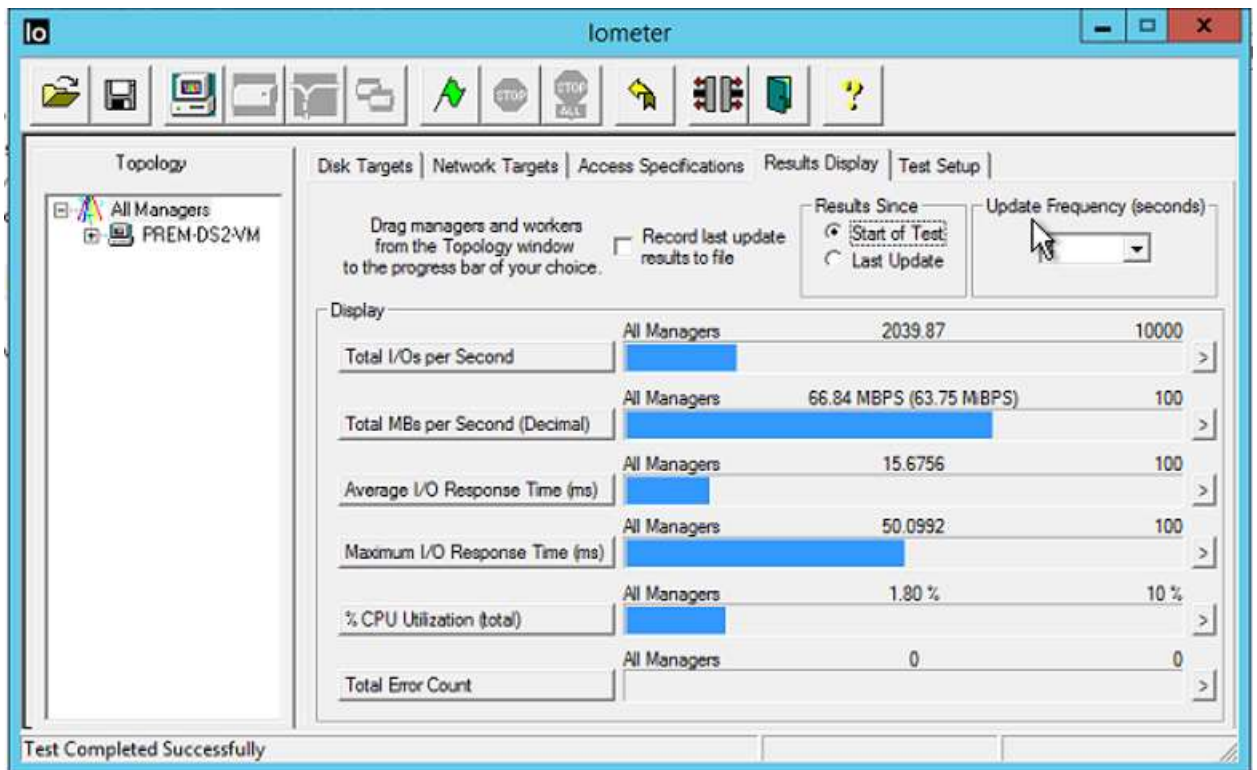 Io
Iometer
STOP
STOP
ALL
?
Topology
All Managers
PREM-DS2-VM
Disk Targets
Network Targets
Access Specifications
Results Display
Test Setup
Drag managers and workers
from the Topology window
to the progress bar of your choice.
Record last update
results to file
Results Since
Start of Test
Last Update
Update Frequency (seconds)
Display
All Managers 2039.87 10000
Total I/Os per Second
>
All Managers 66.84 MBPS (63.75 MiBPS) 100
Total MBs per Second (Decimal)
>
All Managers 15.6756 100
Average I/O Response Time (ms)
>
All Managers 50.0992 100
Maximum I/O Response Time (ms)
>
All Managers 1.80 % 10 %
% CPU Utilization (total)
>
All Managers 0 0
Total Error Count
>
Test Completed Successfully